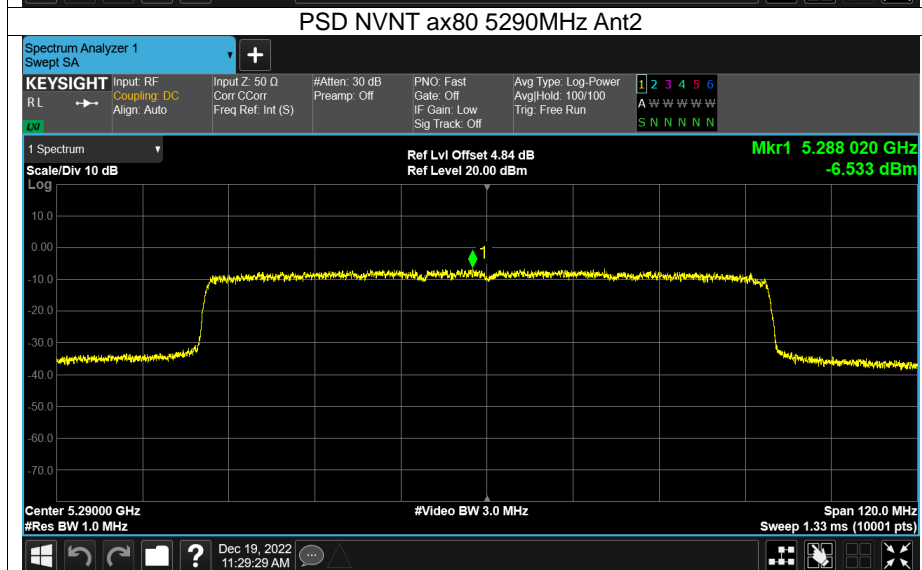 PSD NVNT ax80 5290MHz Ant2
Spectrum Analyzer 1
Swept SA
+
KEYSIGHT Input: RF Input Z: 50 Ω #Atten: 30 dB PNO: Fast Avg Type: Log-Power 1 2 3 4 5 6
R L Coupling: DC Corr CCorr Preamp: Off Gate: Off Avg|Hold: 100/100 A W W W W W
Align: Auto Freq Ref: Int (S) IF Gain: Low Trig: Free Run
LXI Sig Track: Off S N N N N N
1 Spectrum Ref Lvl Offset 4.84 dB Mkr1 5.288 020 GHz
Scale/Div 10 dB Ref Level 20.00 dBm -6.533 dBm
Log
10.0
0.00
1
-10.0
-20.0
-30.0
-40.0
-50.0
-60.0
-70.0
Center 5.29000 GHz #Video BW 3.0 MHz Span 120.0 MHz
#Res BW 1.0 MHz Sweep 1.33 ms (10001 pts)
? Dec 19, 2022
11:29:29 AM